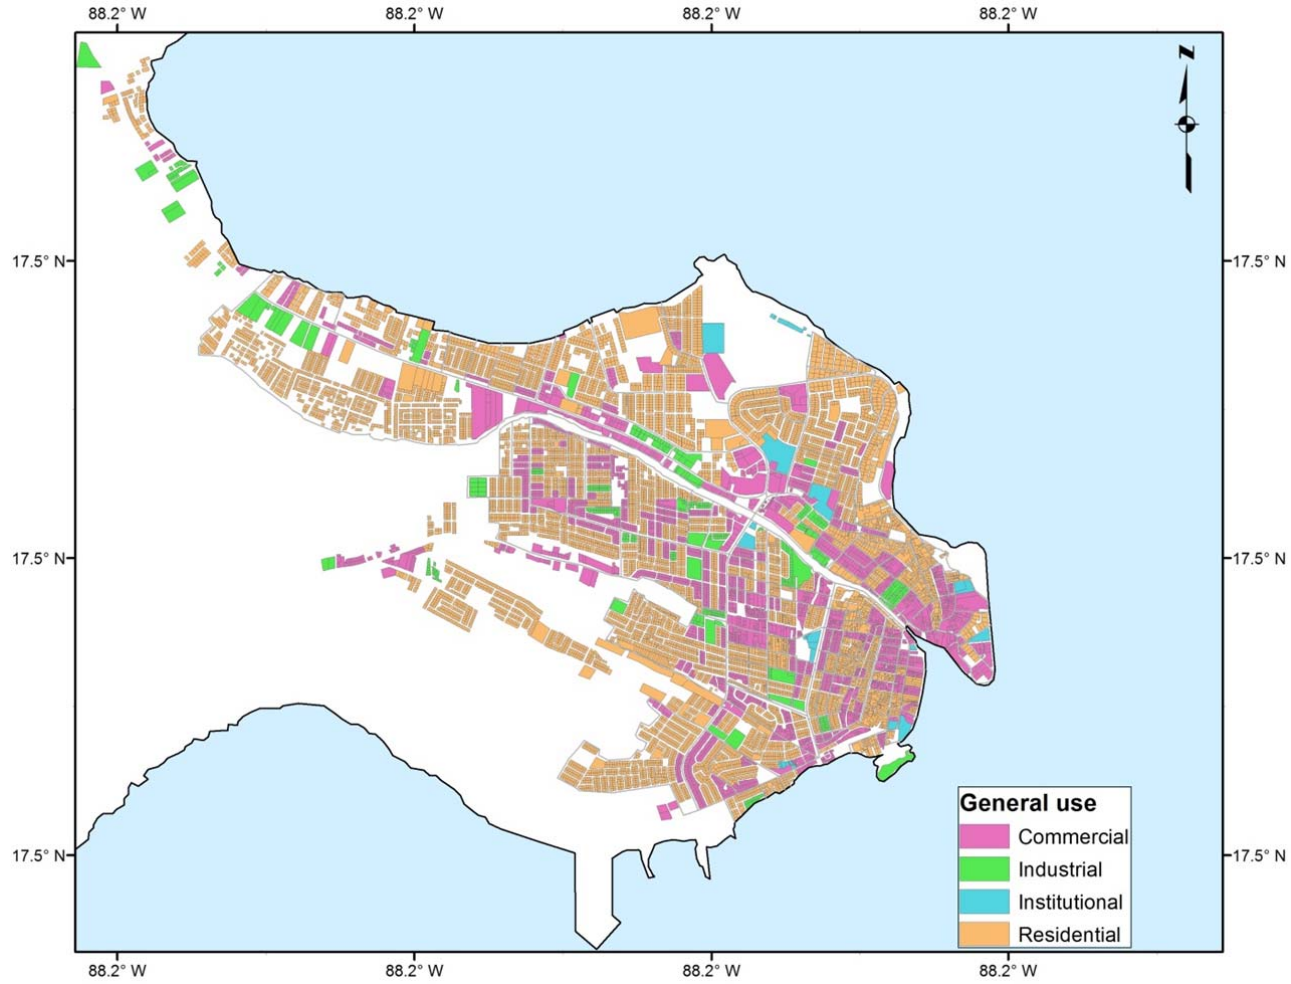 88.2° W 88.2° W 88.2° W 88.2° W
N
17.5° N 17.5° N
17.5° N 17.5° N
17.5° N 17.5° N
General use
Commercial
Industrial
Institutional
Residential
88.2° W 88.2° W 88.2° W 88.2° W